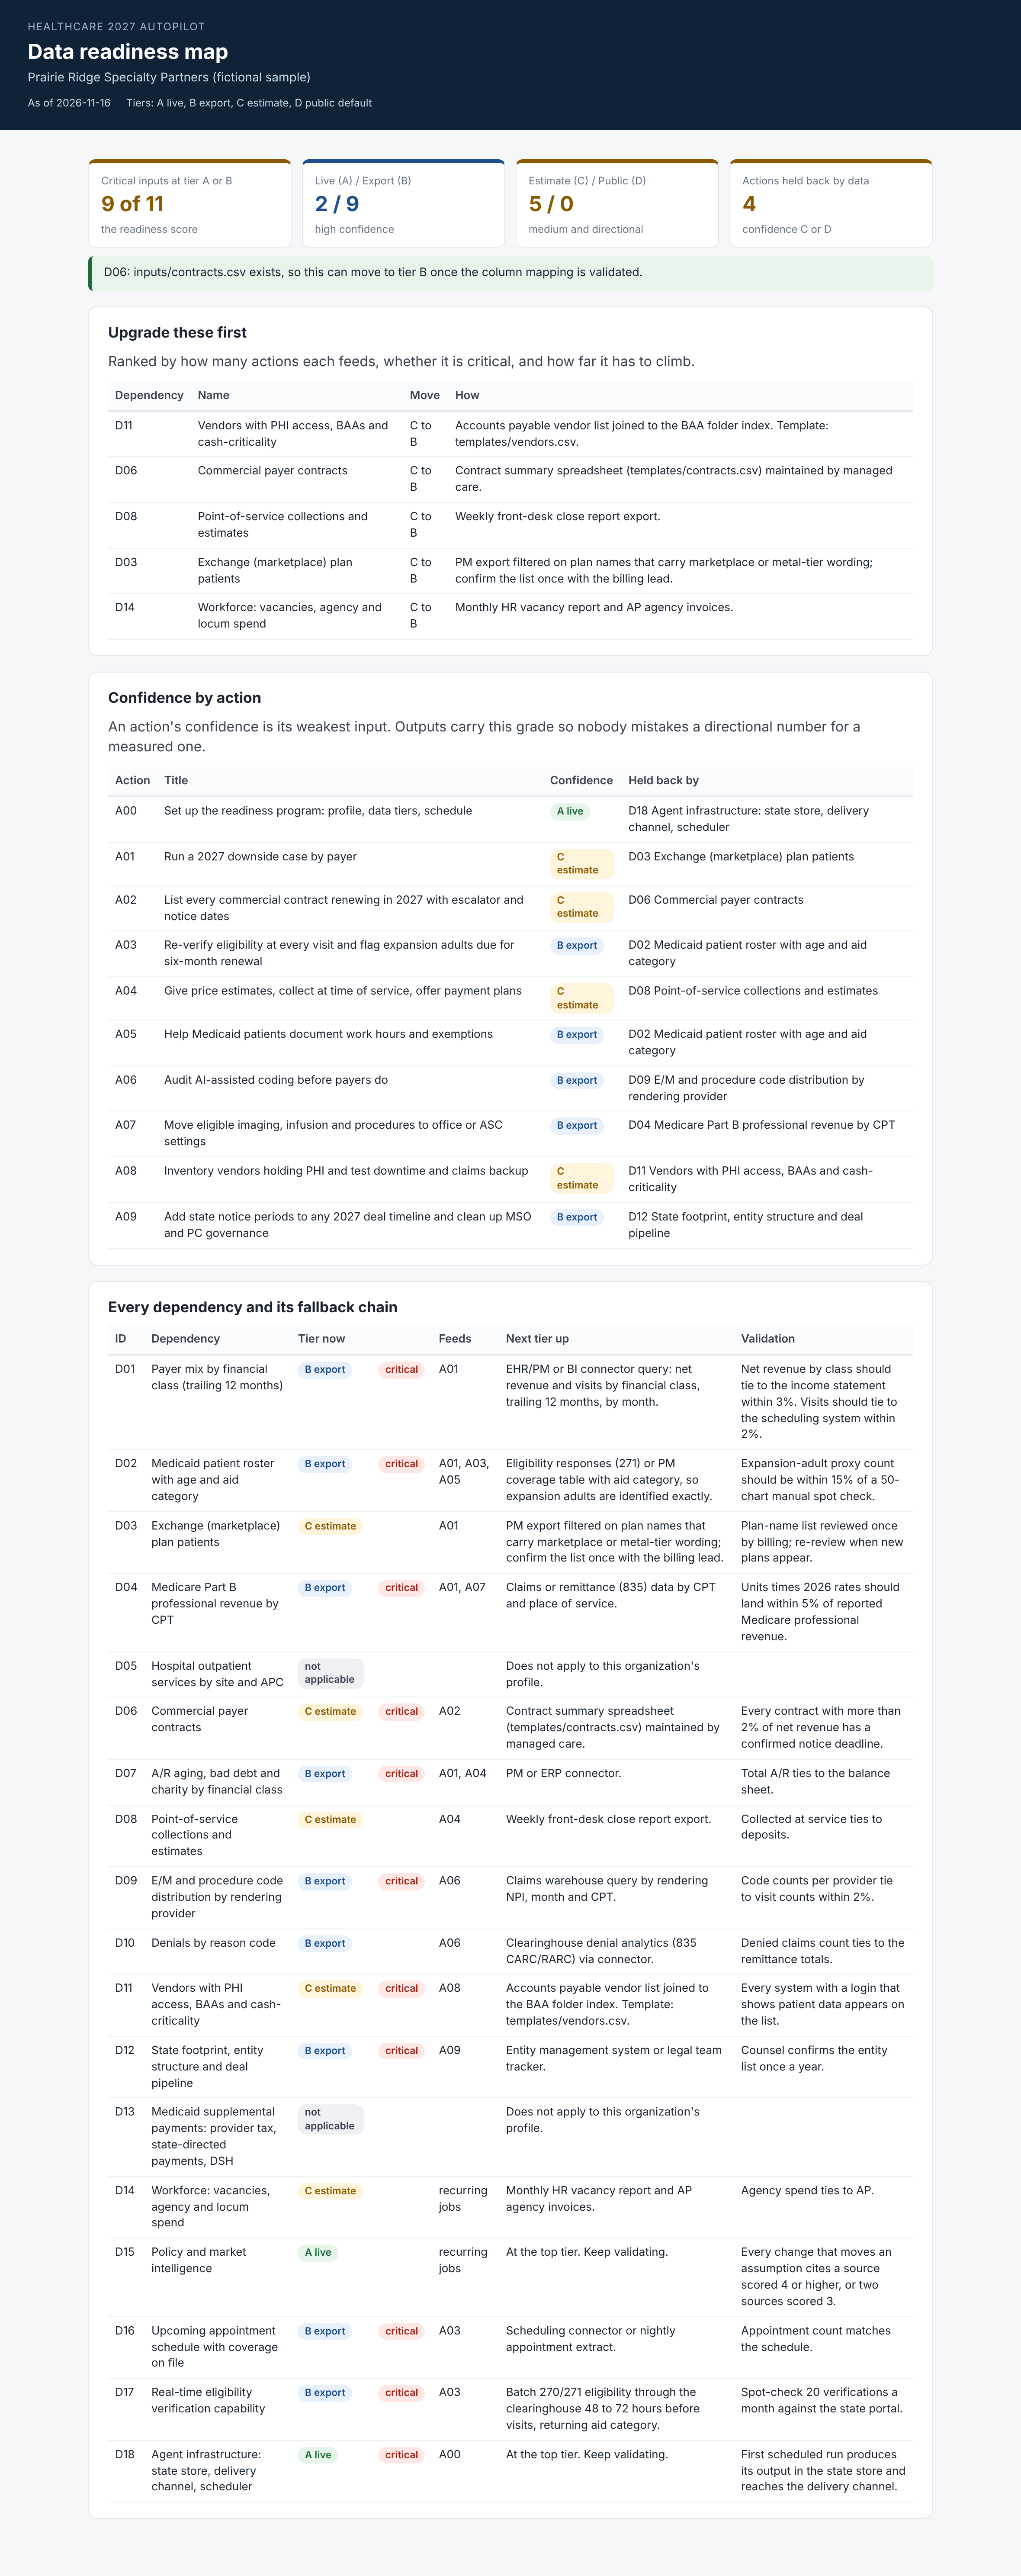 HEALTHCARE 2027 AUTOPILOT
Data readiness map
Prairie Ridge Specialty Partners (fictional sample)
As of 2026-11-16 Tiers: A live, B export, C estimate, D public default
Critical inputs at tier A or B
9 of 11
the readiness score
Live (A) / Export (B)
2 / 9
high confidence
Estimate (C) / Public (D)
5 / 0
medium and directional
Actions held back by data
4
confidence C or D
D06: inputs/contracts.csv exists, so this can move to tier B once the column mapping is validated.
Upgrade these first
Ranked by how many actions each feeds, whether it is critical, and how far it has to climb.
Dependency Name Move How
D11 Vendors with PHI access, BAAs and C to Accounts payable vendor list joined to the BAA folder index. Template:
cash-criticality B templates/vendors.csv.
D06 Commercial payer contracts C to Contract summary spreadsheet (templates/contracts.csv) maintained by managed
B care.
D08 Point-of-service collections and C to Weekly front-desk close report export.
estimates B
D03 Exchange (marketplace) plan C to PM export filtered on plan names that carry marketplace or metal-tier wording;
patients B confirm the list once with the billing lead.
D14 Workforce: vacancies, agency and C to Monthly HR vacancy report and AP agency invoices.
locum spend B
Confidence by action
An action's confidence is its weakest input. Outputs carry this grade so nobody mistakes a directional number for a
measured one.
Action Title Confidence Held back by
A00 Set up the readiness program: profile, data tiers, schedule A live D18 Agent infrastructure: state store, delivery
channel, scheduler
A01 Run a 2027 downside case by payer C D03 Exchange (marketplace) plan patients
estimate
A02 List every commercial contract renewing in 2027 with escalator and C D06 Commercial payer contracts
notice dates estimate
A03 Re-verify eligibility at every visit and flag expansion adults due for B export D02 Medicaid patient roster with age and aid
six-month renewal category
A04 Give price estimates, collect at time of service, offer payment plans C D08 Point-of-service collections and estimates
estimate
A05 Help Medicaid patients document work hours and exemptions B export D02 Medicaid patient roster with age and aid
category
A06 Audit AI-assisted coding before payers do B export D09 E/M and procedure code distribution by
rendering provider
A07 Move eligible imaging, infusion and procedures to office or ASC B export D04 Medicare Part B professional revenue by CPT
settings
A08 Inventory vendors holding PHI and test downtime and claims backup C D11 Vendors with PHI access, BAAs and cash-
estimate criticality
A09 Add state notice periods to any 2027 deal timeline and clean up MSO B export D12 State footprint, entity structure and deal
and PC governance pipeline
Every dependency and its fallback chain
ID Dependency Tier now Feeds Next tier up Validation
D01 Payer mix by financial B export critical A01 EHR/PM or BI connector query: net Net revenue by class should
class (trailing 12 months) revenue and visits by financial class, tie to the income statement
trailing 12 months, by month. within 3%. Visits should tie to
the scheduling system within
2%.
D02 Medicaid patient roster B export critical A01, A03, Eligibility responses (271) or PM Expansion-adult proxy count
with age and aid A05 coverage table with aid category, so should be within 15% of a 50-
category expansion adults are identified exactly. chart manual spot check.
D03 Exchange (marketplace) C estimate A01 PM export filtered on plan names that Plan-name list reviewed once
plan patients carry marketplace or metal-tier wording; by billing; re-review when new
confirm the list once with the billing lead. plans appear.
D04 Medicare Part B B export critical A01, A07 Claims or remittance (835) data by CPT Units times 2026 rates should
professional revenue by and place of service. land within 5% of reported
CPT Medicare professional
revenue.
D05 Hospital outpatient not Does not apply to this organization's
services by site and APC applicable profile.
D06 Commercial payer C estimate critical A02 Contract summary spreadsheet Every contract with more than
contracts (templates/contracts.csv) maintained by 2% of net revenue has a
managed care. confirmed notice deadline.
D07 A/R aging, bad debt and B export critical A01, A04 PM or ERP connector. Total A/R ties to the balance
charity by financial class sheet.
D08 Point-of-service C estimate A04 Weekly front-desk close report export. Collected at service ties to
collections and deposits.
estimates
D09 E/M and procedure code B export critical A06 Claims warehouse query by rendering Code counts per provider tie
distribution by rendering NPI, month and CPT. to visit counts within 2%.
provider
D10 Denials by reason code B export A06 Clearinghouse denial analytics (835 Denied claims count ties to the
CARC/RARC) via connector. remittance totals.
D11 Vendors with PHI C estimate critical A08 Accounts payable vendor list joined to Every system with a login that
access, BAAs and cash- the BAA folder index. Template: shows patient data appears on
criticality templates/vendors.csv. the list.
D12 State footprint, entity B export critical A09 Entity management system or legal team Counsel confirms the entity
structure and deal tracker. list once a year.
pipeline
D13 Medicaid supplemental not Does not apply to this organization's
payments: provider tax, applicable profile.
state-directed
payments, DSH
D14 Workforce: vacancies, C estimate recurring Monthly HR vacancy report and AP Agency spend ties to AP.
agency and locum jobs agency invoices.
spend
D15 Policy and market A live recurring At the top tier. Keep validating. Every change that moves an
intelligence jobs assumption cites a source
scored 4 or higher, or two
sources scored 3.
D16 Upcoming appointment B export critical A03 Scheduling connector or nightly Appointment count matches
schedule with coverage appointment extract. the schedule.
on file
D17 Real-time eligibility B export critical A03 Batch 270/271 eligibility through the Spot-check 20 verifications a
verification capability clearinghouse 48 to 72 hours before month against the state portal.
visits, returning aid category.
D18 Agent infrastructure: A live critical A00 At the top tier. Keep validating. First scheduled run produces
state store, delivery its output in the state store and
channel, scheduler reaches the delivery channel.